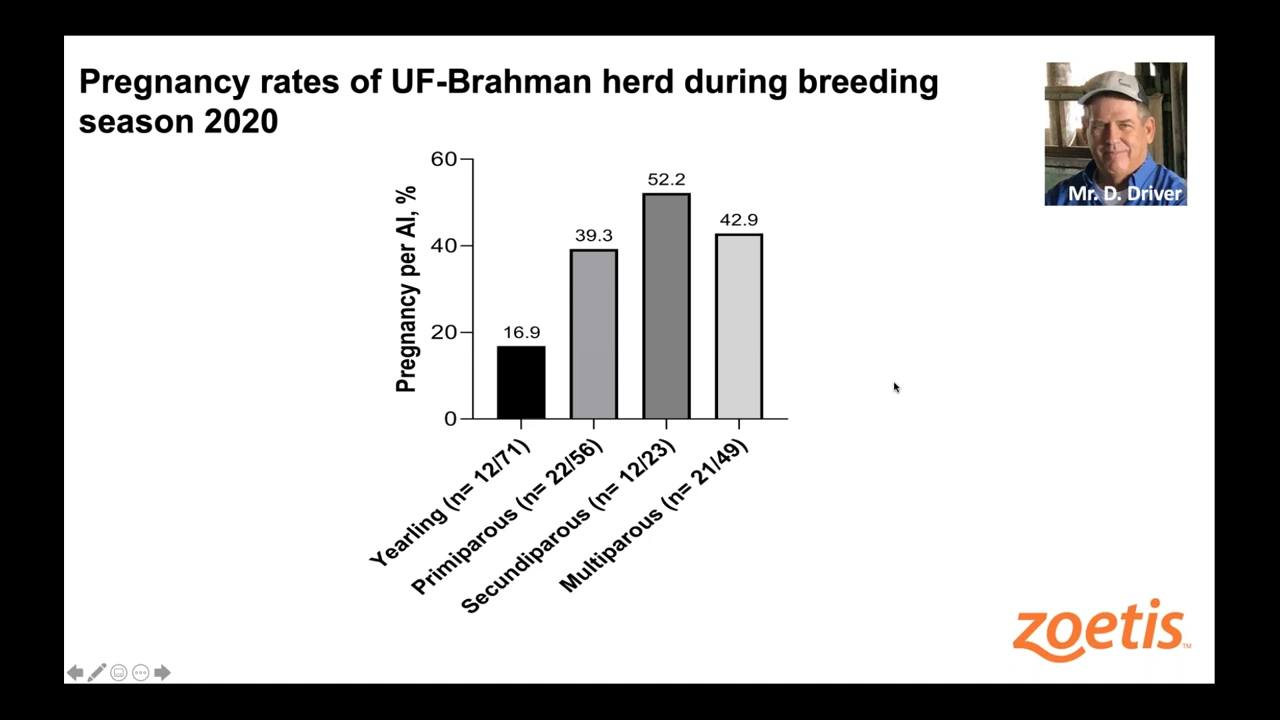 Pregnancy rates of UF-Brahman herd during breeding
season 2020
Mr. D. Driver
Pregnancy per AI, %
60
40
20
0
16.9
39.3
52.2
42.9
Yearling (n= 12/71)
Primiparous (n= 22/56)
Secundiparous (n= 12/23)
Multiparous (n= 21/49)
zoetis™